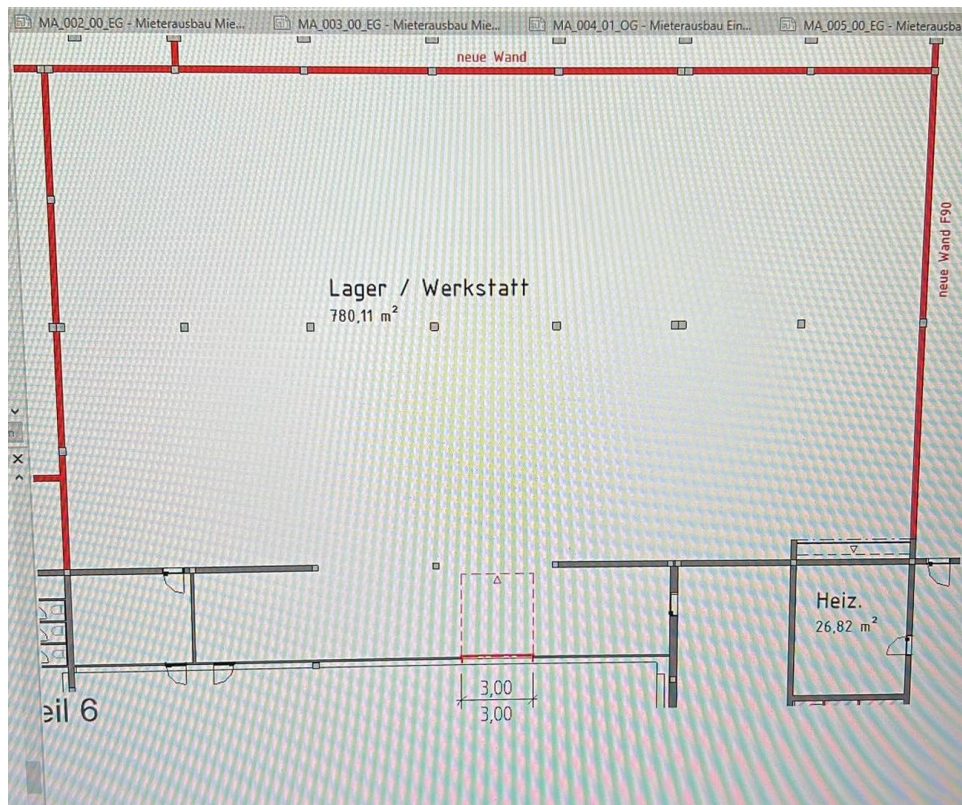 MA_002_00_EG - Mieterausbau Mie...
MA_003_00_EG - Mieterausbau Mie...
MA_004_01_OG - Mieterausbau Ein...
MA_005_00_EG - Mieterausba
neue Wand
neue Wand F90
Lager / Werkstatt
780,11 m²
Heiz.
26,82 m²
3,00
3,00
eil 6